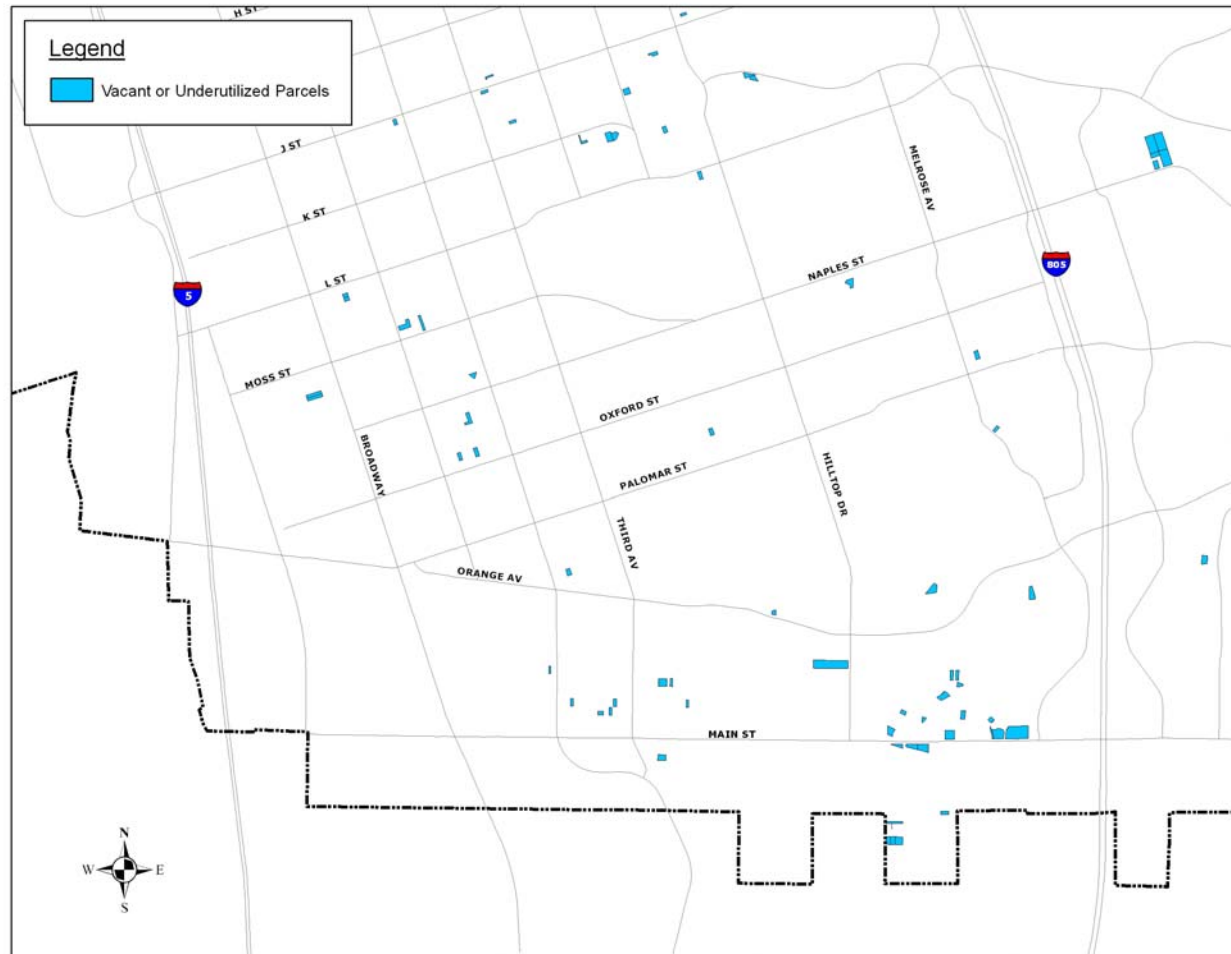 H ST
Legend
Vacant or Underutilized Parcels
J ST
K ST
MELROSE AV
L ST
NAPLES ST
805
5
MOSS ST
OXFORD ST
BROADWAY
PALOMAR ST
HILLTOP DR
THIRD AV
ORANGE AV
MAIN ST
N
W E
S